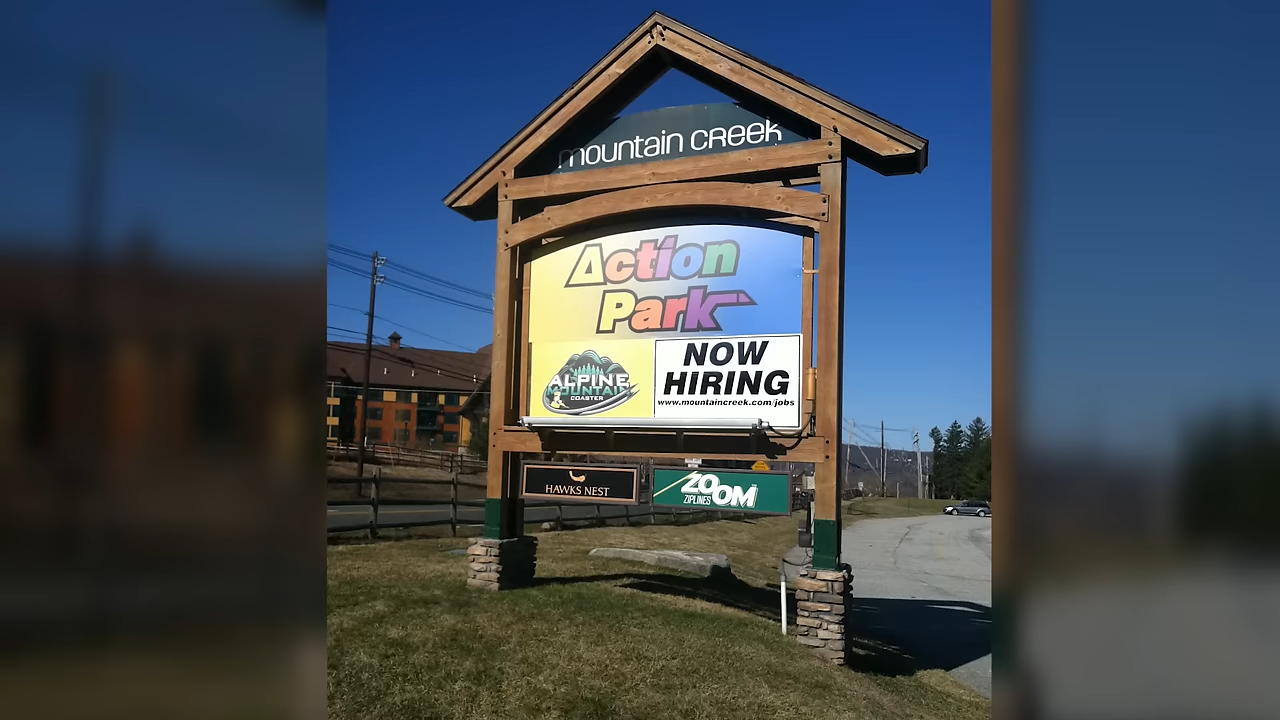 mountain creek
Action
Park
ALPINE
MOUNTAIN
COASTER
NOW
HIRING
www.mountaincreek.com/jobs
HAWKS NEST
ZOOM
ZIPLINES